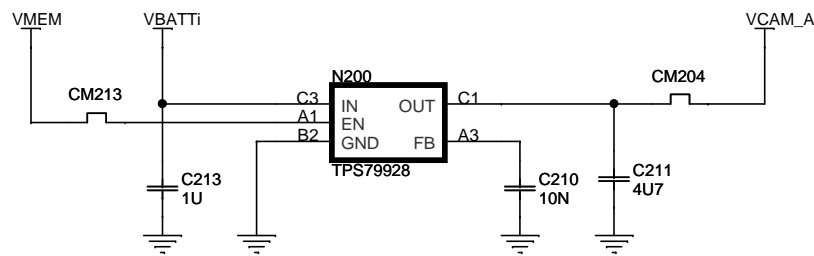 VMEM
VBATTi
VCAM_A
N200
CM213
CM204
C3
IN
OUT
C1
A1
EN
B2
GND
FB
A3
TPS79928
C213
1U
C210
10N
C211
4U7